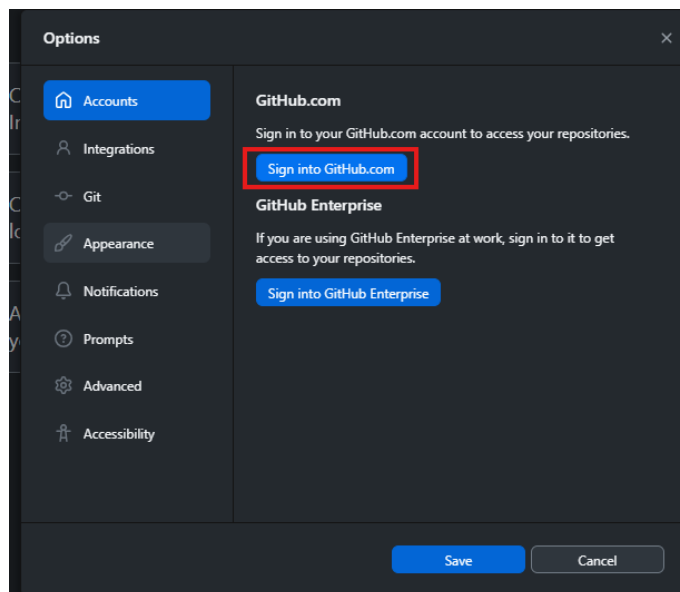 Options
Accounts
Integrations
Git
Appearance
Notifications
Prompts
Advanced
Accessibility
GitHub.com
Sign in to your GitHub.com account to access your repositories.
Sign into GitHub.com
GitHub Enterprise
If you are using GitHub Enterprise at work, sign in to it to get
access to your repositories.
Sign into GitHub Enterprise
Save
Cancel